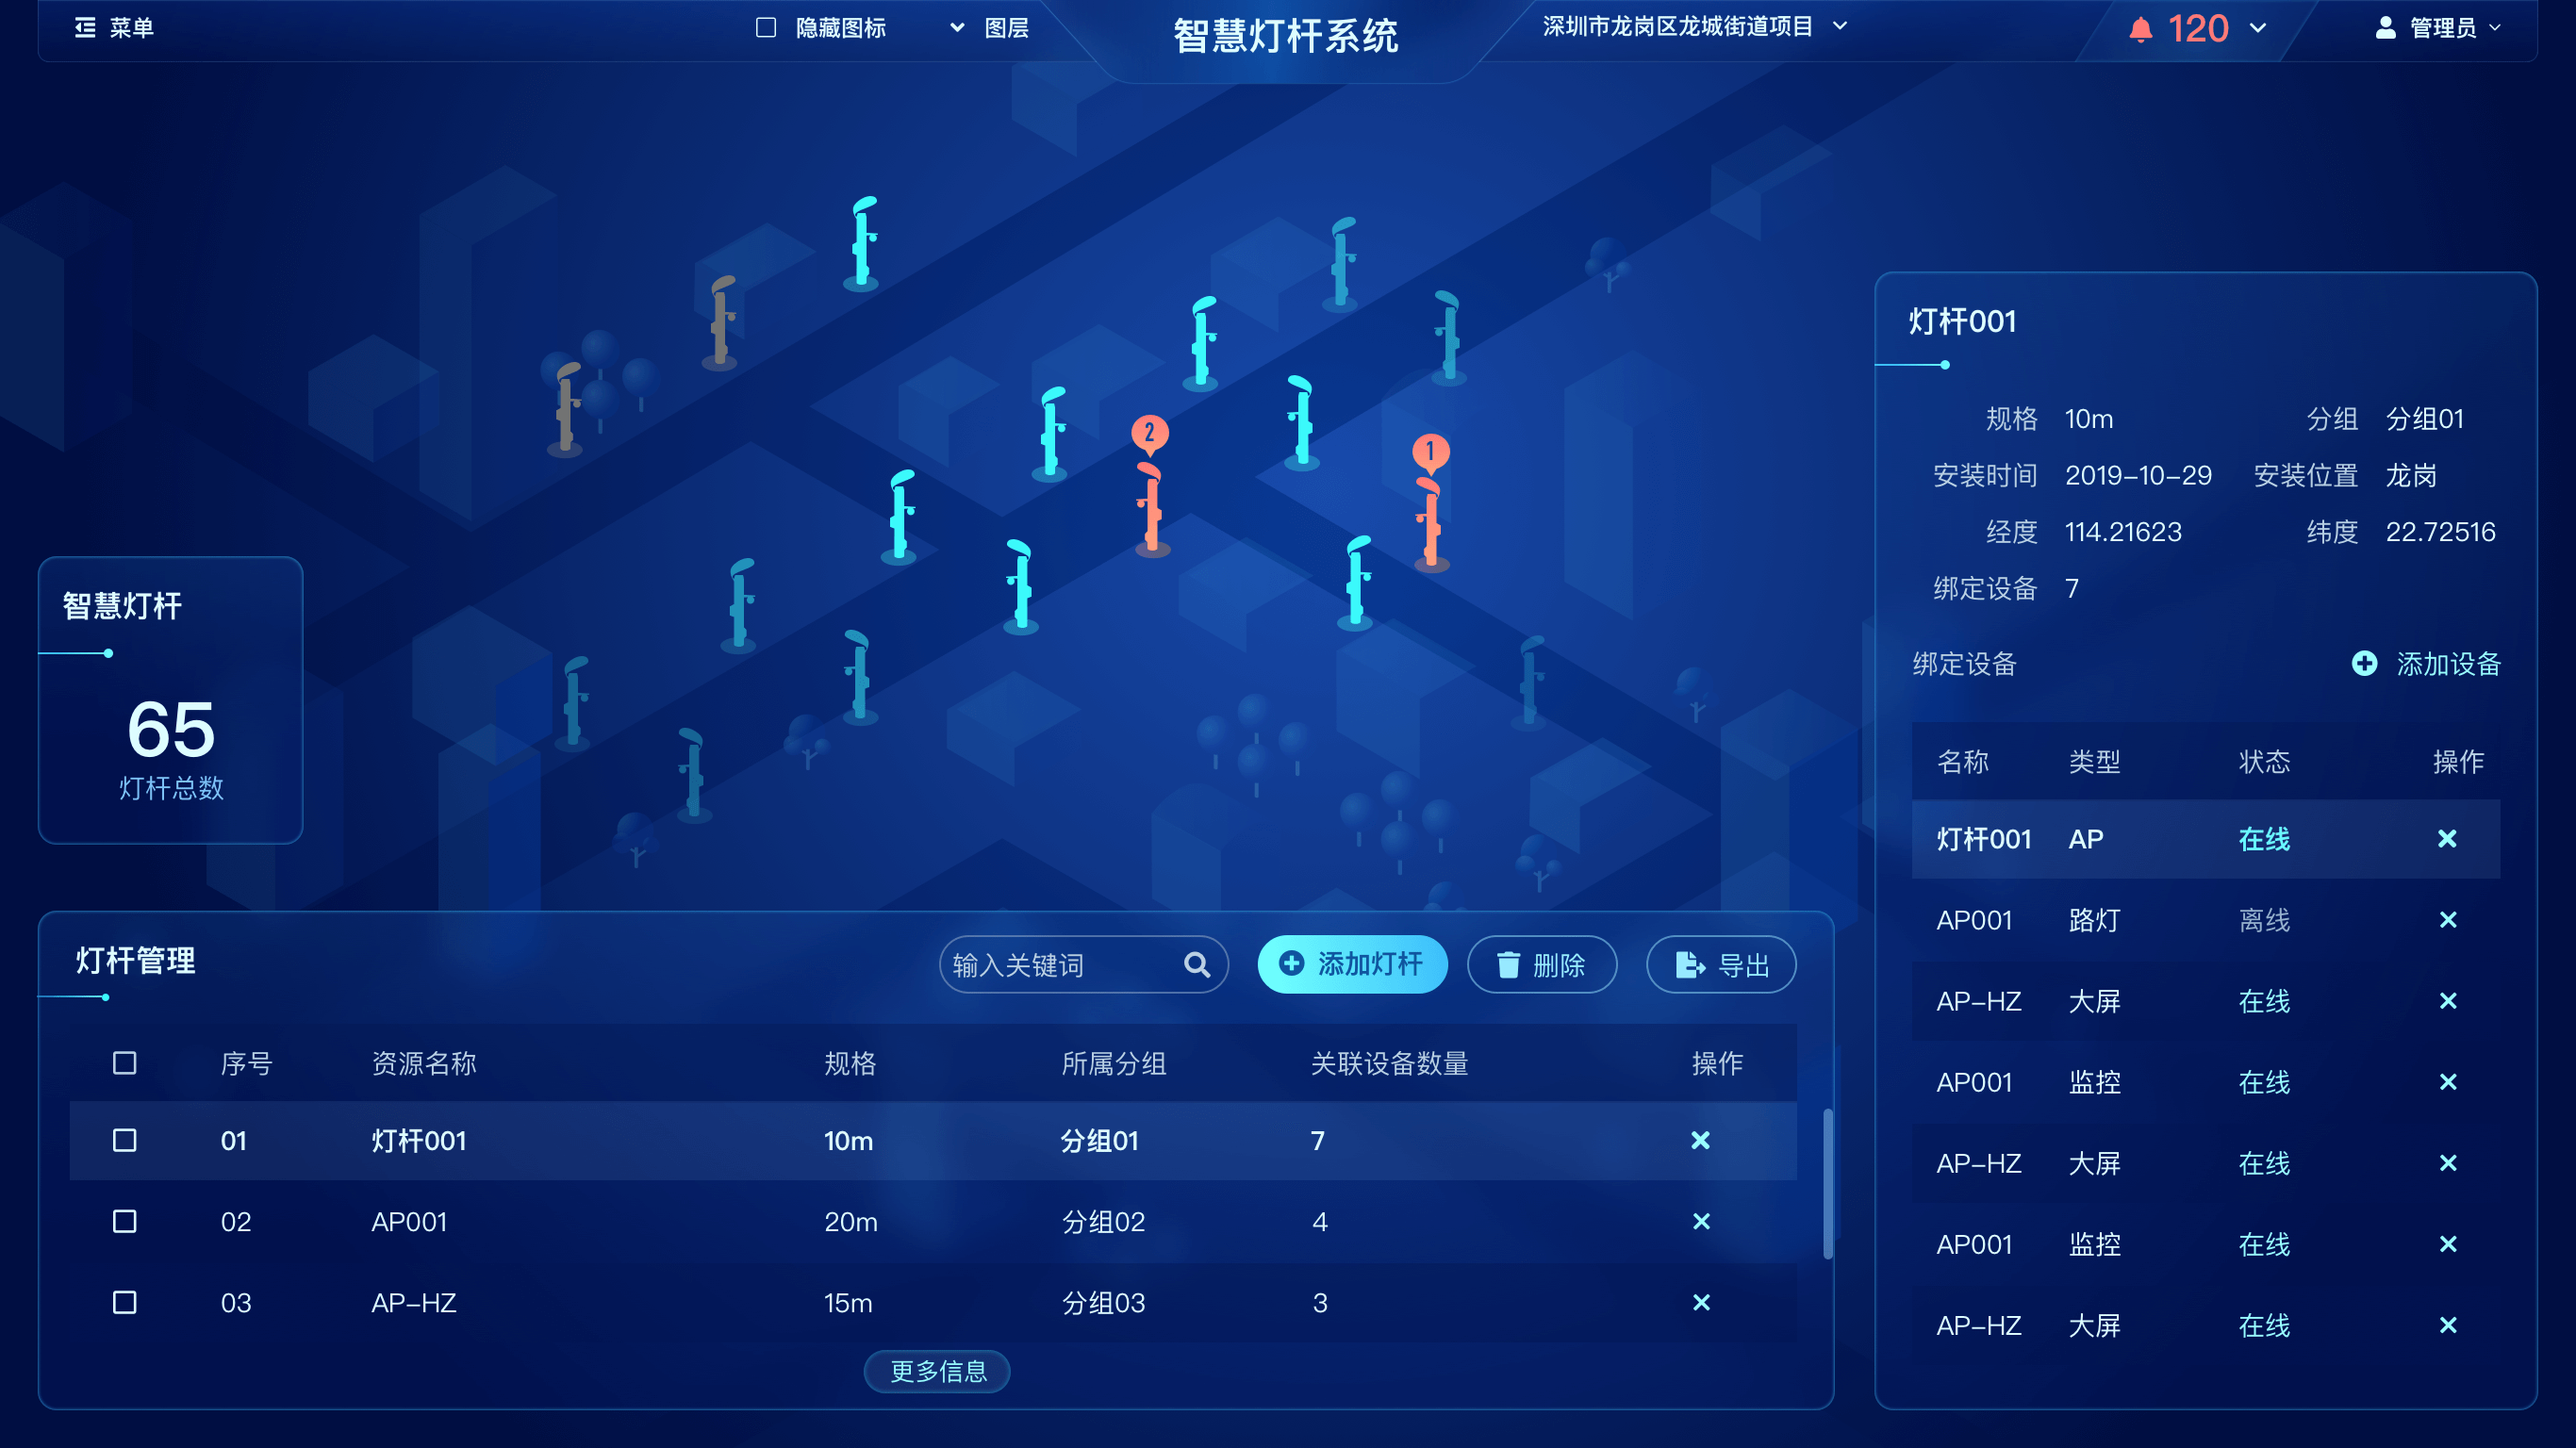 菜单 隐藏图标 图层 智慧灯杆系统 深圳市龙岗区龙城街道项目 120 管理员
2
1
智慧灯杆
65
灯杆总数
灯杆001
规格 10m 分组 分组01
安装时间 2019-10-29 安装位置 龙岗
经度 114.21623 纬度 22.72516
绑定设备 7
绑定设备 添加设备
名称 类型 状态 操作
灯杆001 AP 在线
AP001 路灯 离线
AP-HZ 大屏 在线
AP001 监控 在线
AP-HZ 大屏 在线
AP001 监控 在线
AP-HZ 大屏 在线
灯杆管理 输入关键词 添加灯杆 删除 导出
序号 资源名称 规格 所属分组 关联设备数量 操作
01 灯杆001 10m 分组01 7
02 AP001 20m 分组02 4
03 AP-HZ 15m 分组03 3
更多信息